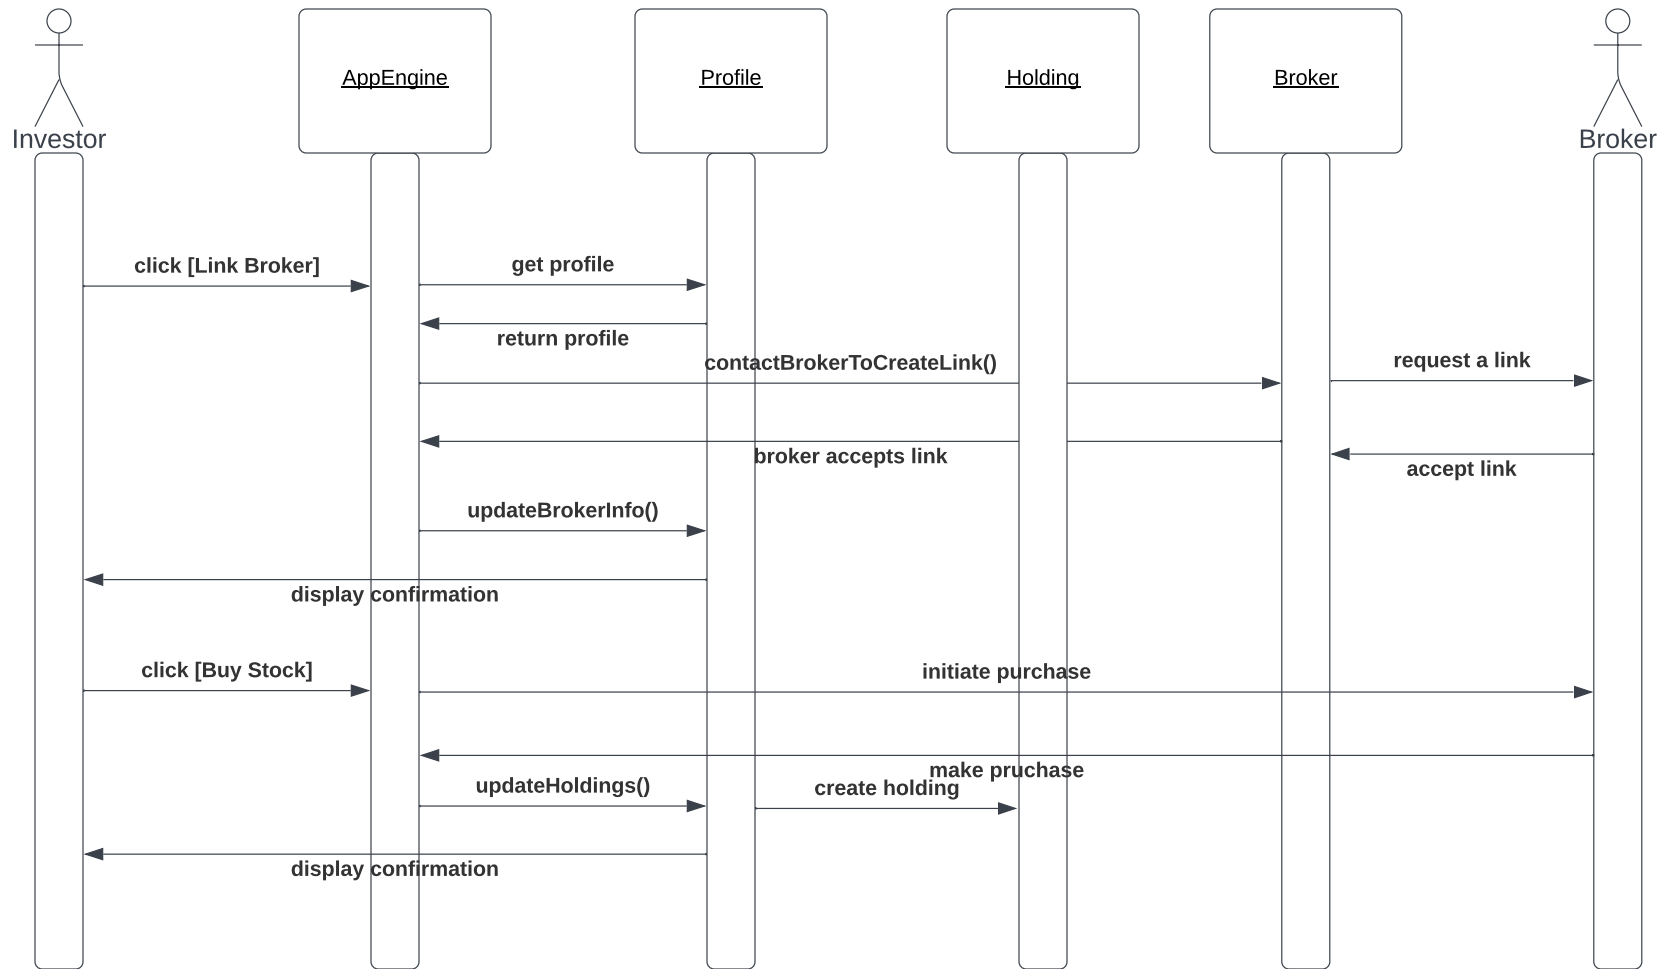 AppEngine
Profile
Holding
Broker
Investor
Broker
click [Link Broker]
get profile
return profile
contactBrokerToCreateLink()
request a link
broker accepts link
accept link
updateBrokerInfo()
display confirmation
click [Buy Stock]
initiate purchase
make pruchase
updateHoldings()
create holding
display confirmation